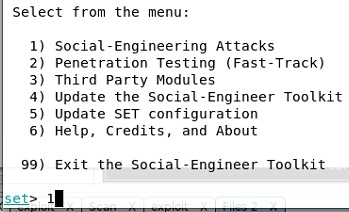 Select from the menu:
1) Social-Engineering Attacks
2) Penetration Testing (Fast-Track)
3) Third Party Modules
4) Update the Social-Engineer Toolkit
5) Update SET configuration
6) Help, Credits, and About
99) Exit the Social-Engineer Toolkit
set> 1
exploit X Scan X exploit X Files 2 X